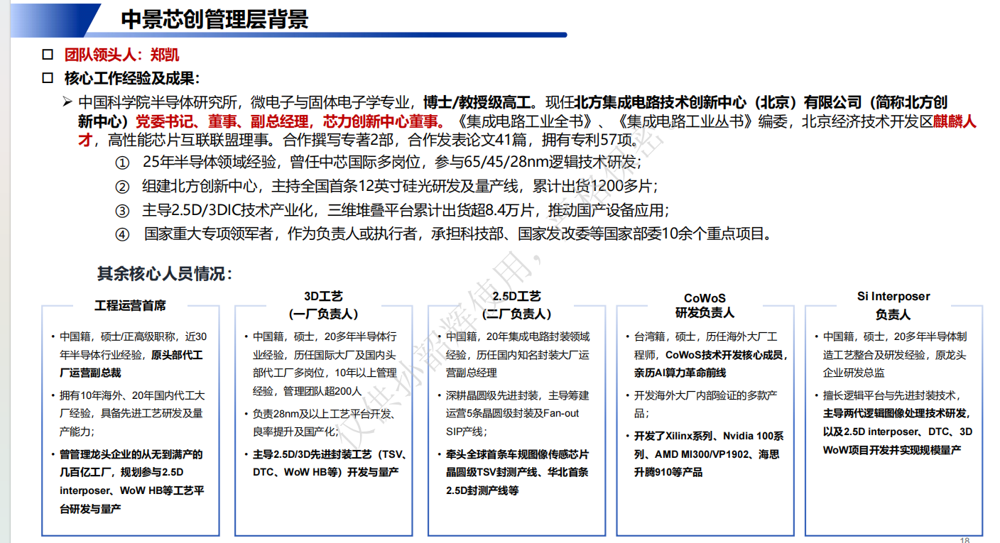 中景芯创管理层背景
团队领头人：郑凯
核心工作经验及成果：
中国科学院半导体研究所，微电子与固体电子学专业，博士/教授级高工。现任北方集成电路技术创新中心（北京）有限公司（简称北方创
新中心）党委书记、董事、副总经理，芯力创新中心董事。《集成电路工业全书》、《集成电路工业丛书》编委，北京经济技术开发区麒麟人
才，高性能芯片互联联盟理事。合作撰写专著2部，合作发表论文41篇，拥有专利57项。
① 25年半导体领域经验，曾任中芯国际多岗位，参与65/45/28nm逻辑技术研发；
② 组建北方创新中心，主持全国首条12英寸硅光研发及量产线，累计出货1200多片；
③ 主导2.5D/3DIC技术产业化，三维堆叠平台累计出货超8.4万片，推动国产设备应用；
④ 国家重大专项领军者，作为负责人或执行者，承担科技部、国家发改委等国家部委10余个重点项目。
其余核心人员情况：
工程运营首席
• 中国籍，硕士/正高级职称，近30
年半导体行业经验，原头部代工
厂运营副总裁
• 拥有10年海外、20年国内代工大
厂经验，具备先进工艺研发及量
产能力；
• 曾管理龙头企业的从无到满产的
几百亿工厂，规划参与2.5D
interposer、WoW HB等工艺平
台研发与量产
3D工艺
（一厂负责人）
• 中国籍，硕士，20多年半导体行
业经验，历任国际大厂及国内头
部代工厂多岗位，10年以上管理
经验，管理团队超200人
• 负责28nm及以上工艺平台开发、
良率提升及国产化；
• 主导2.5D/3D先进封装工艺（TSV、
DTC、WoW HB等）开发与量产
2.5D工艺
（二厂负责人）
• 中国籍，20年集成电路封装领域
经验，历任国内知名封装大厂运
营副总经理
• 深耕晶圆级先进封装，主导筹建
运营5条晶圆级封装及Fan-out
SIP产线；
• 牵头全球首条车规图像传感芯片
晶圆级TSV封测产线、华北首条
2.5D封测产线等
CoWoS
研发负责人
• 台湾籍，硕士，历任海外大厂工
程师，CoWoS技术开发核心成员，
亲历AI算力革命前线
• 开发海外大厂内部验证的多款产
品；
• 开发了Xilinx系列、Nvidia 100系
列、AMD MI300/VP1902、海思
升腾910等产品
Si Interposer
负责人
• 中国籍，硕士，20多年半导体制
造工艺整合及研发经验，原龙头
企业研发总监
• 擅长逻辑平台与先进封装技术，
主导两代逻辑图像处理技术研发，
以及2.5D interposer、DTC、3D
WoW项目开发并实现规模量产
仅供孙韶辉使用，严格保密。
18